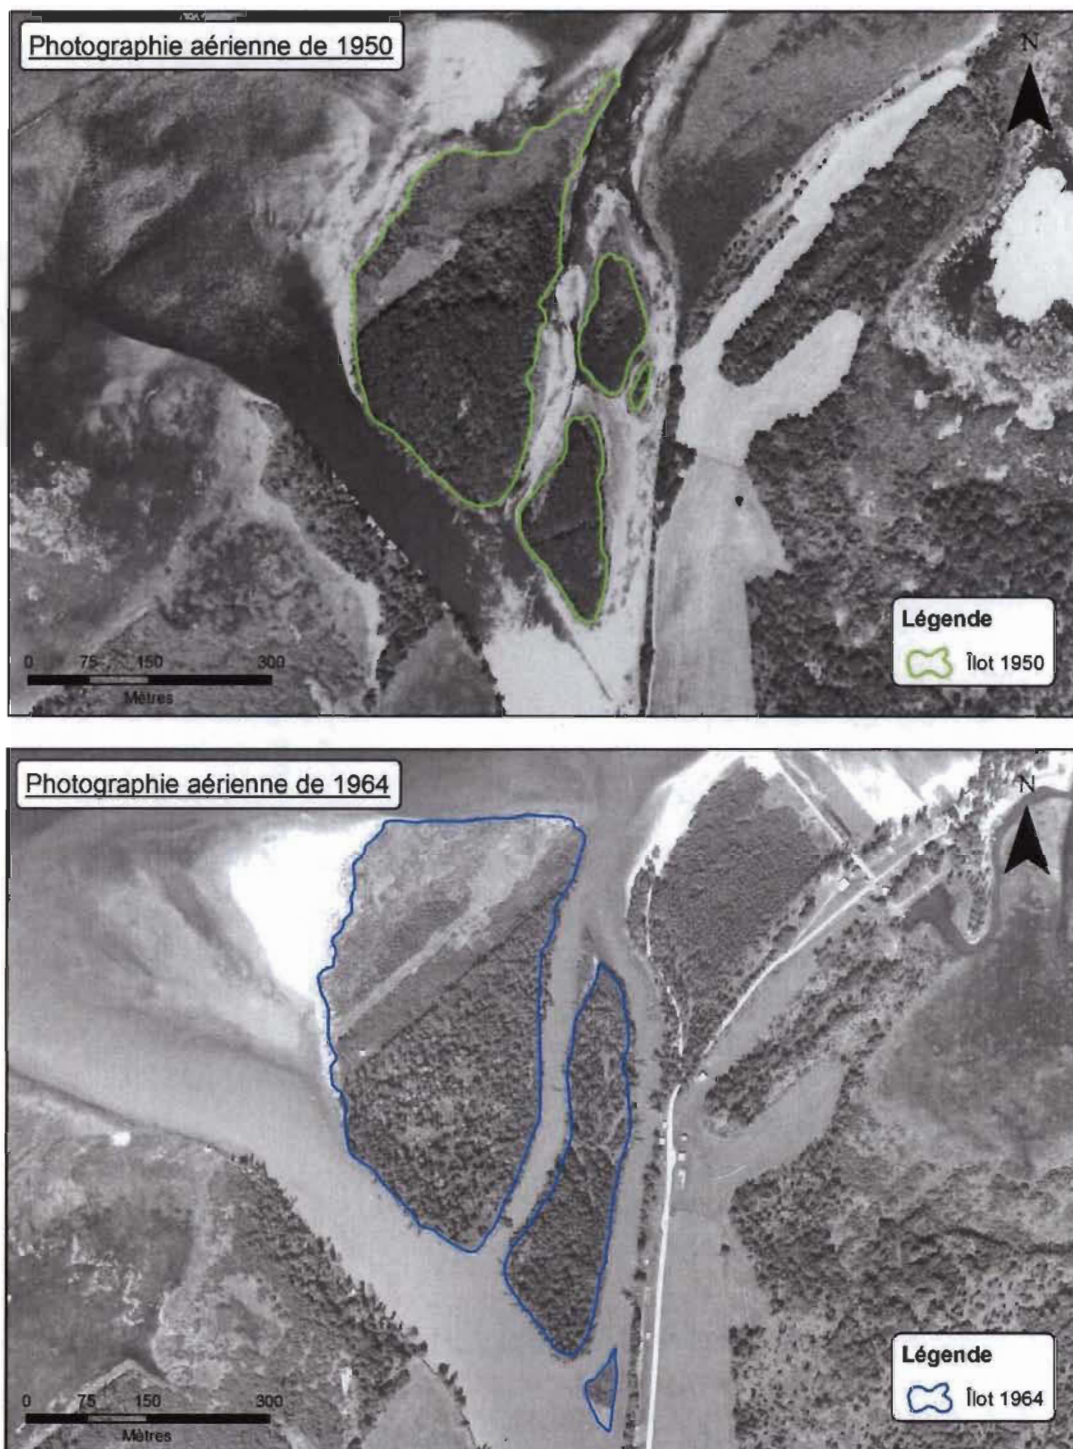 Photographie aérienne de 1950
N
Légende
Îlot 1950
0 75 150 300
Mètres
Photographie aérienne de 1964
N
Légende
Îlot 1964
0 75 150 300
Mètres